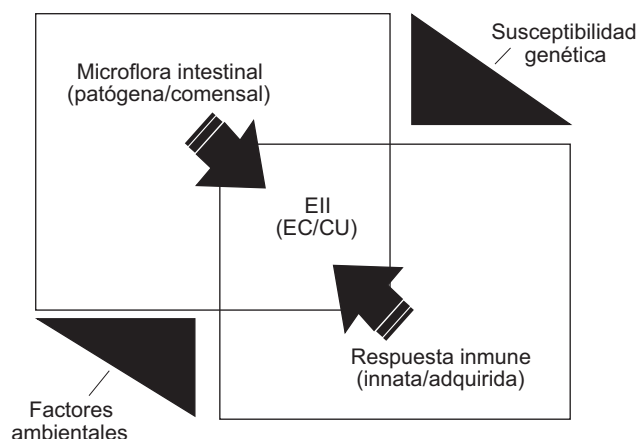 Susceptibilidad
genética
Microflora intestinal
(patógena/comensal)
EII
(EC/CU)
Respuesta inmune
(innata/adquirida)
Factores
ambientales